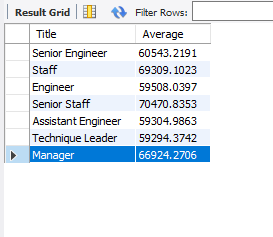 Result Grid Filter Rows:
Title Average
Senior Engineer 60543.2191
Staff 69309.1023
Engineer 59508.0397
Senior Staff 70470.8353
Assistant Engineer 59304.9863
Technique Leader 59294.3742
Manager 66924.2706